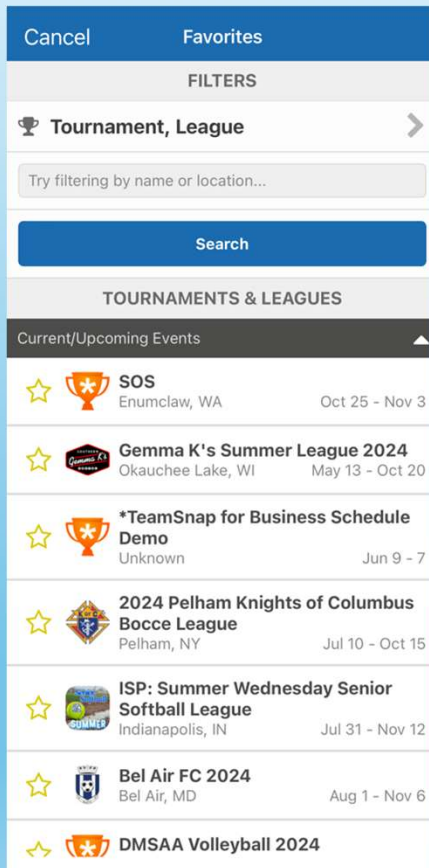 Cancel Favorites
FILTERS
Tournament, League
Try filtering by name or location...
Search
TOURNAMENTS & LEAGUES
Current/Upcoming Events
SOS
Enumclaw, WA Oct 25 - Nov 3
Gemma K's
Gemma K's Summer League 2024
Okauchee Lake, WI May 13 - Oct 20
*TeamSnap for Business Schedule
Demo
Unknown Jun 9 - 7
2024 Pelham Knights of Columbus
Bocce League
Pelham, NY Jul 10 - Oct 15
ISP: Summer Wednesday Senior
Softball League
SUMMER
Indianapolis, IN Jul 31 - Nov 12
Bel Air FC 2024
Bel Air, MD Aug 1 - Nov 6
DMSAA Volleyball 2024